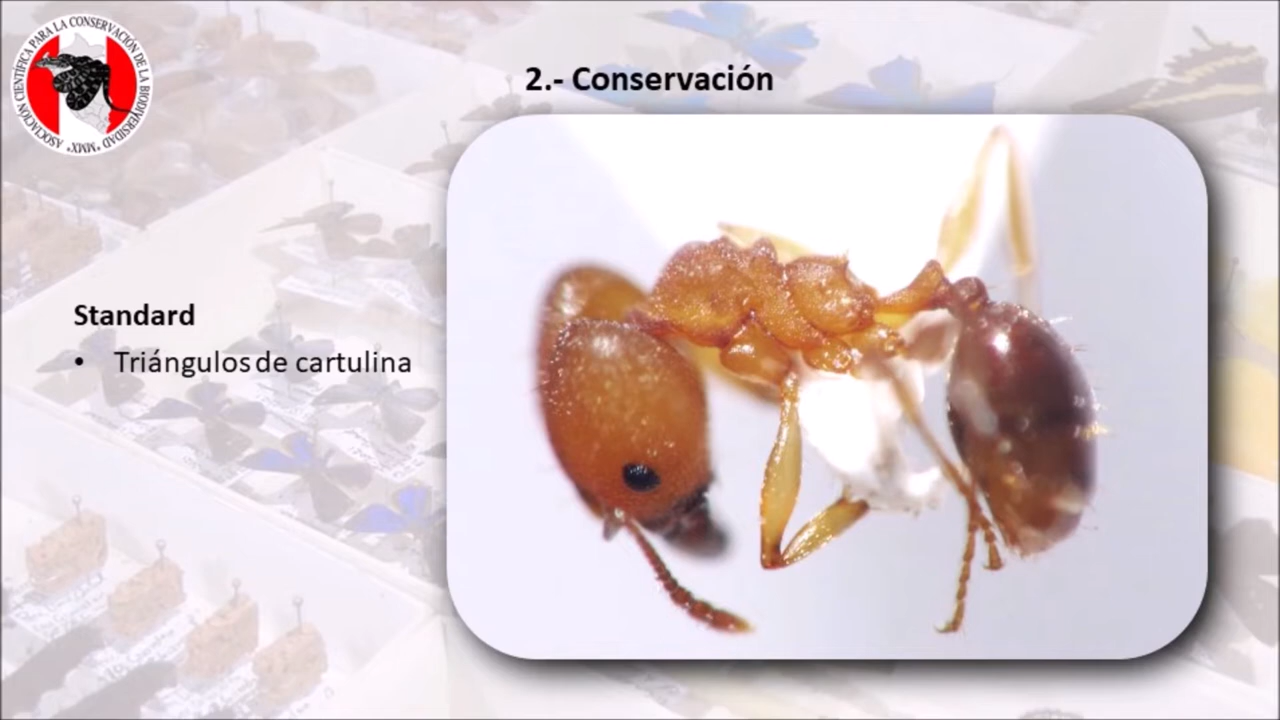 ASOCIACIÓN CIENTÍFICA PARA LA CONSERVACIÓN DE LA BIODIVERSIDAD
*MMX*
2.- Conservación
Standard
• Triángulos de cartulina